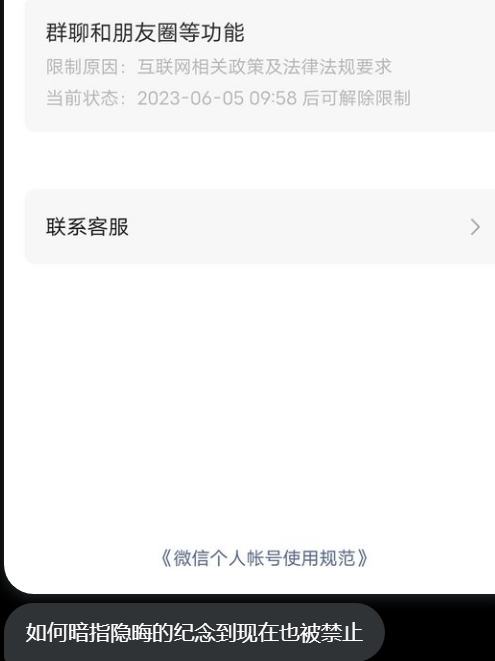 群聊和朋友圈等功能
限制原因：互联网相关政策及法律法规要求
当前状态：2023-06-05 09:58 后可解除限制
联系客服
《微信个人帐号使用规范》
如何暗指隐晦的纪念到现在也被禁止